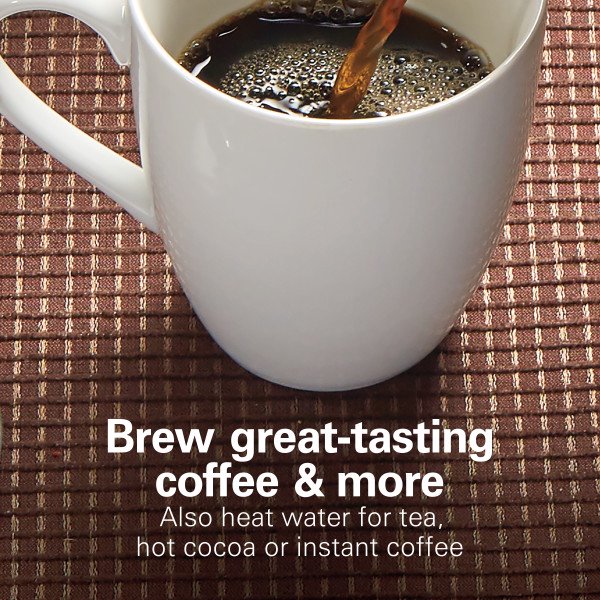 Brew great-tasting
coffee & more
Also heat water for tea,
hot cocoa or instant coffee